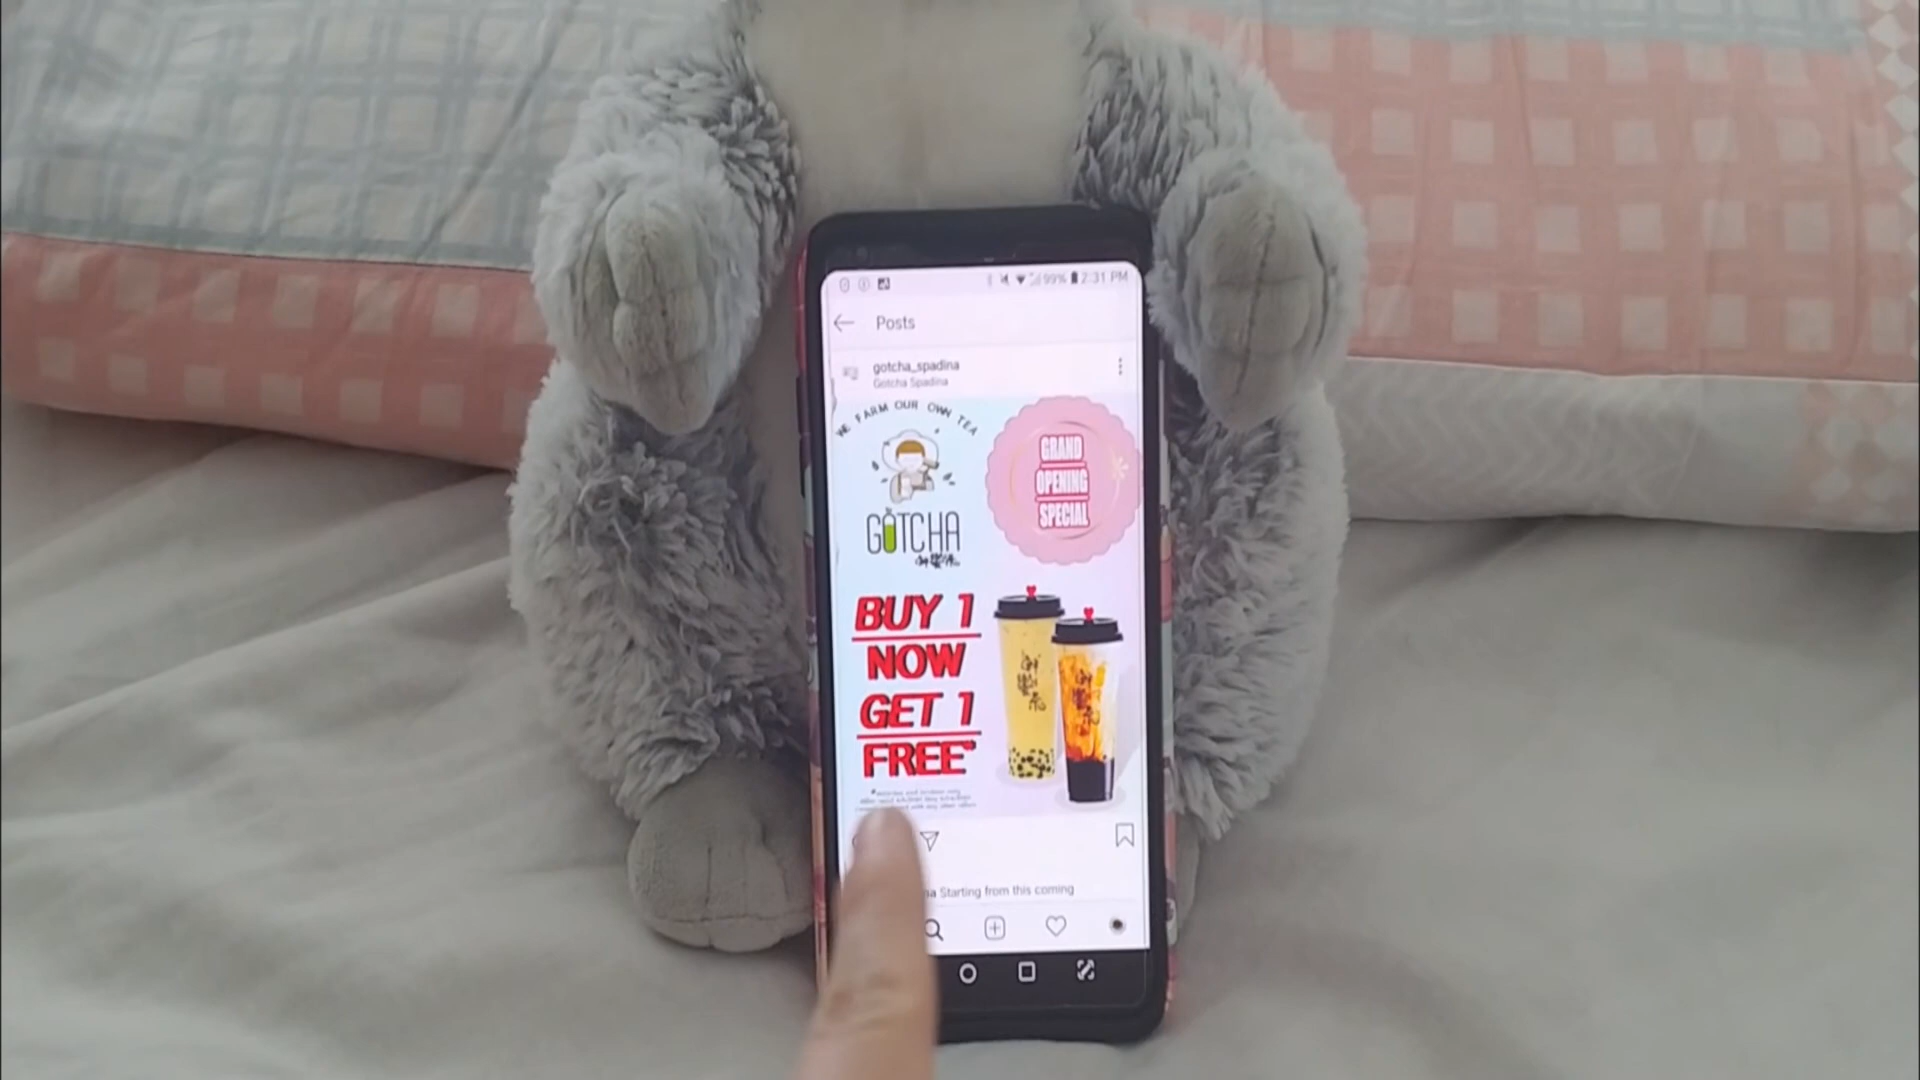 99% 2:31 PM
Posts
gotcha_spadina
Gotcha Spadina
WE FARM OUR OWN TEA
GOTCHA
GRAND
OPENING
SPECIAL
BUY 1
NOW
GET 1
FREE*
Starting from this coming